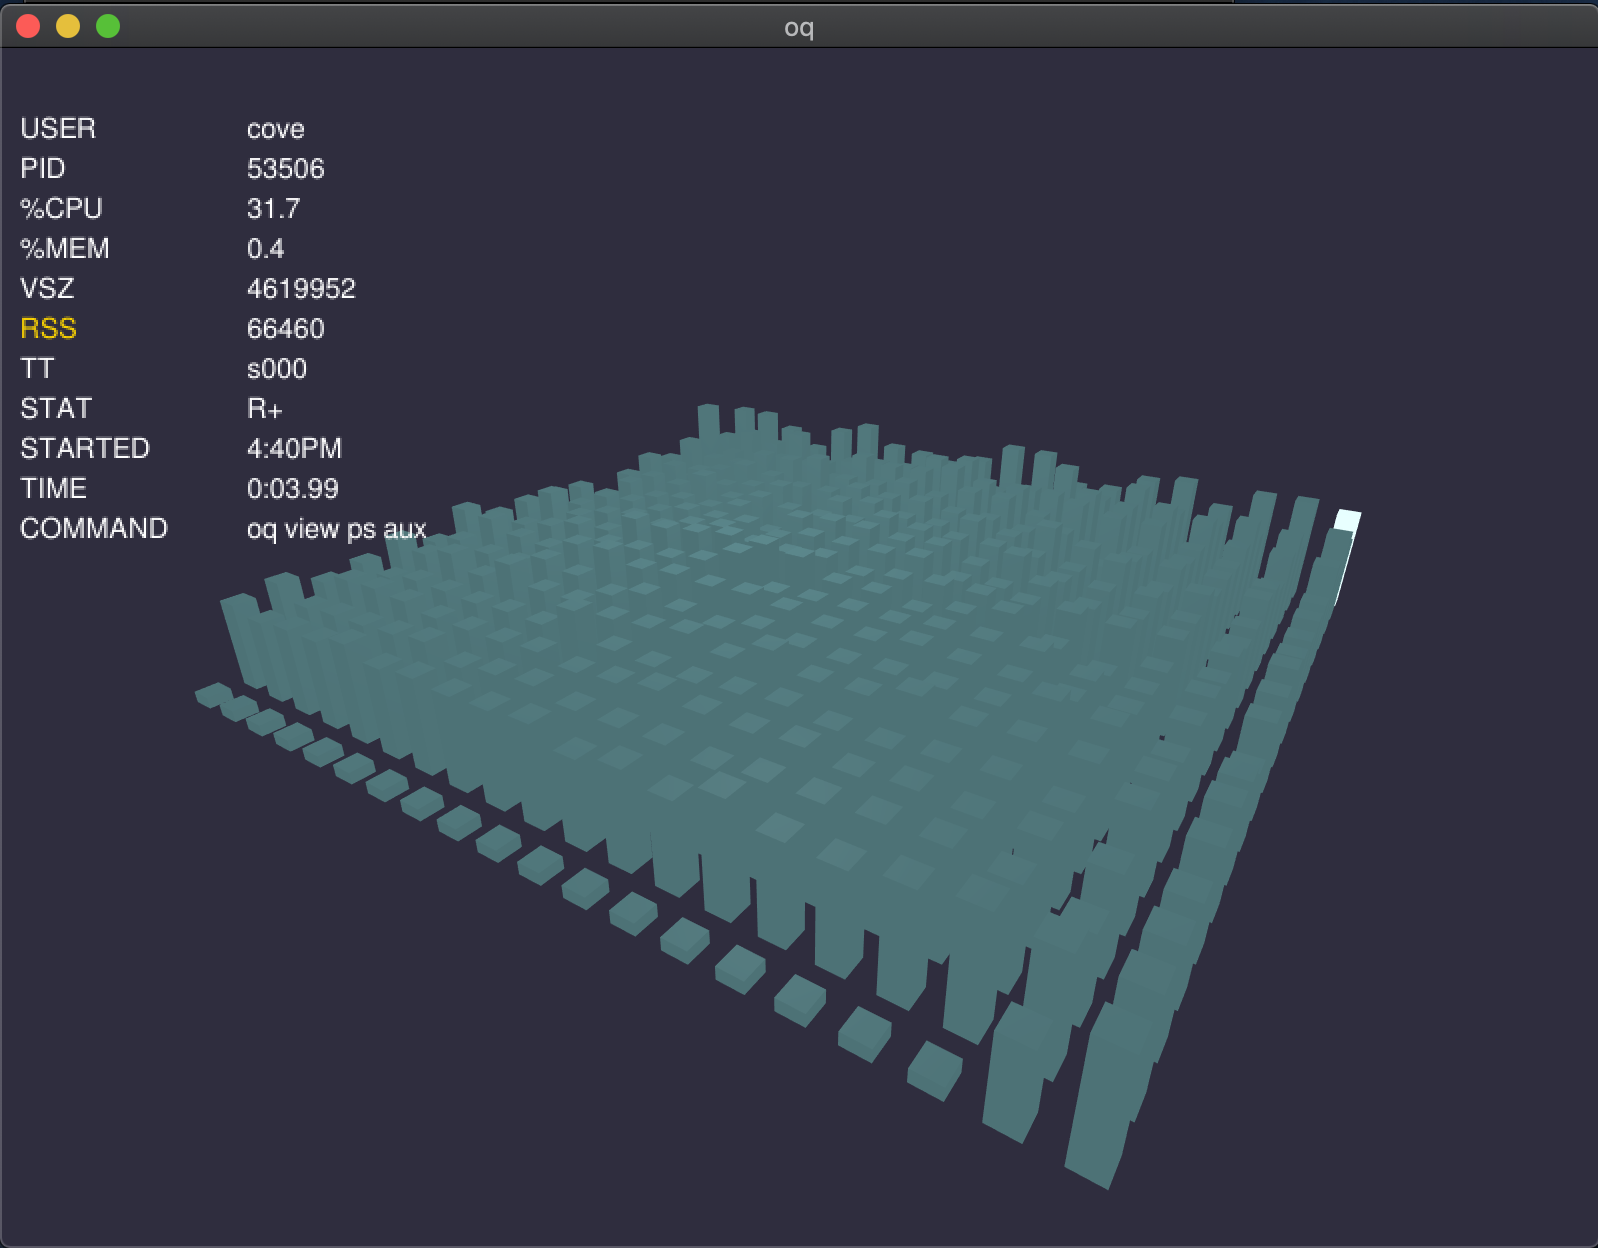 oq
USER cove
PID 53506
%CPU 31.7
%MEM 0.4
VSZ 4619952
RSS 66460
TT s000
STAT R+
STARTED 4:40PM
TIME 0:03.99
COMMAND oq view ps aux